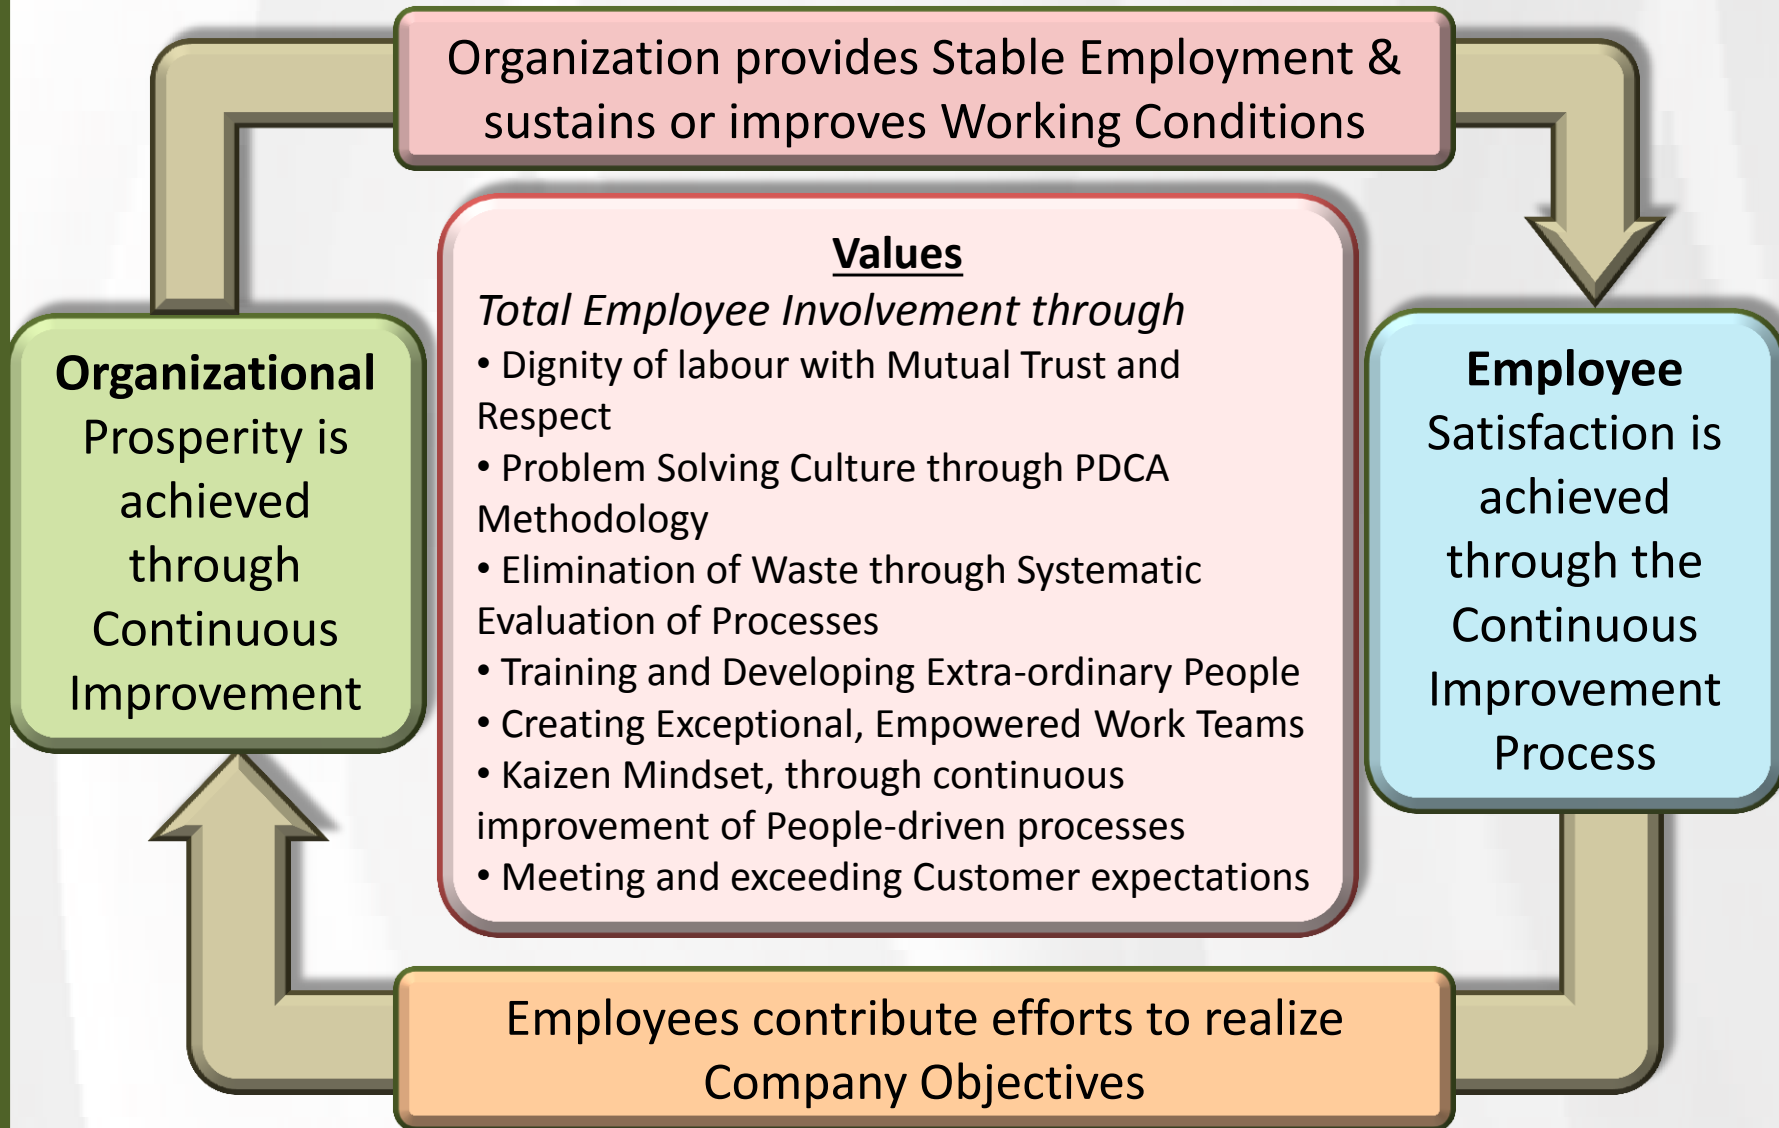 Organization provides Stable Employment &
sustains or improves Working Conditions
Organizational
Prosperity is
achieved
through
Continuous
Improvement
Values
Total Employee Involvement through
• Dignity of labour with Mutual Trust and
Respect
• Problem Solving Culture through PDCA
Methodology
• Elimination of Waste through Systematic
Evaluation of Processes
• Training and Developing Extra-ordinary People
• Creating Exceptional, Empowered Work Teams
• Kaizen Mindset, through continuous
improvement of People-driven processes
• Meeting and exceeding Customer expectations
Employee
Satisfaction is
achieved
through the
Continuous
Improvement
Process
Employees contribute efforts to realize
Company Objectives